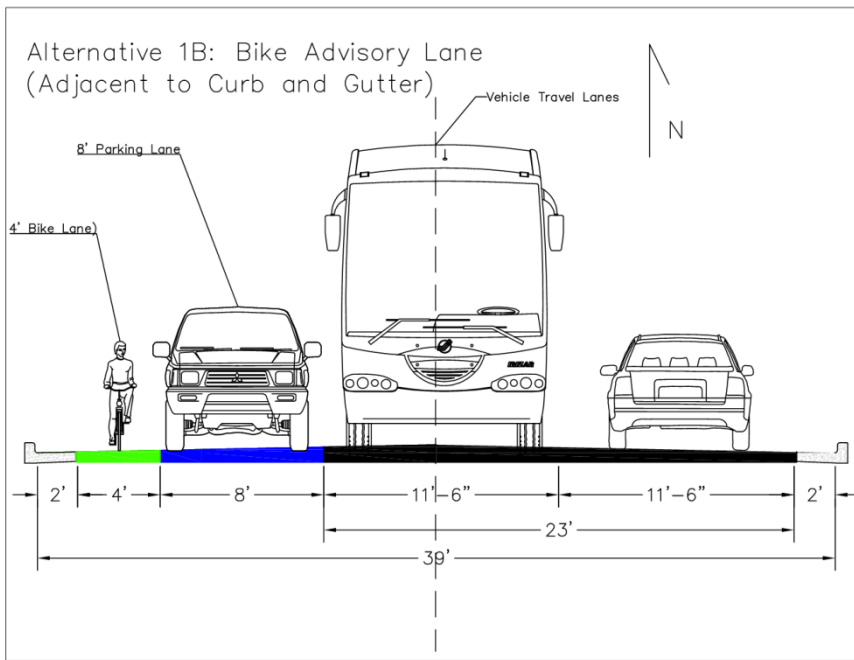 Alternative 1B: Bike Advisory Lane
(Adjacent to Curb and Gutter)
Vehicle Travel Lanes
N
8' Parking Lane
4' Bike Lane)
2' 4' 8' 11'-6" 11'-6" 2'
23'
39'